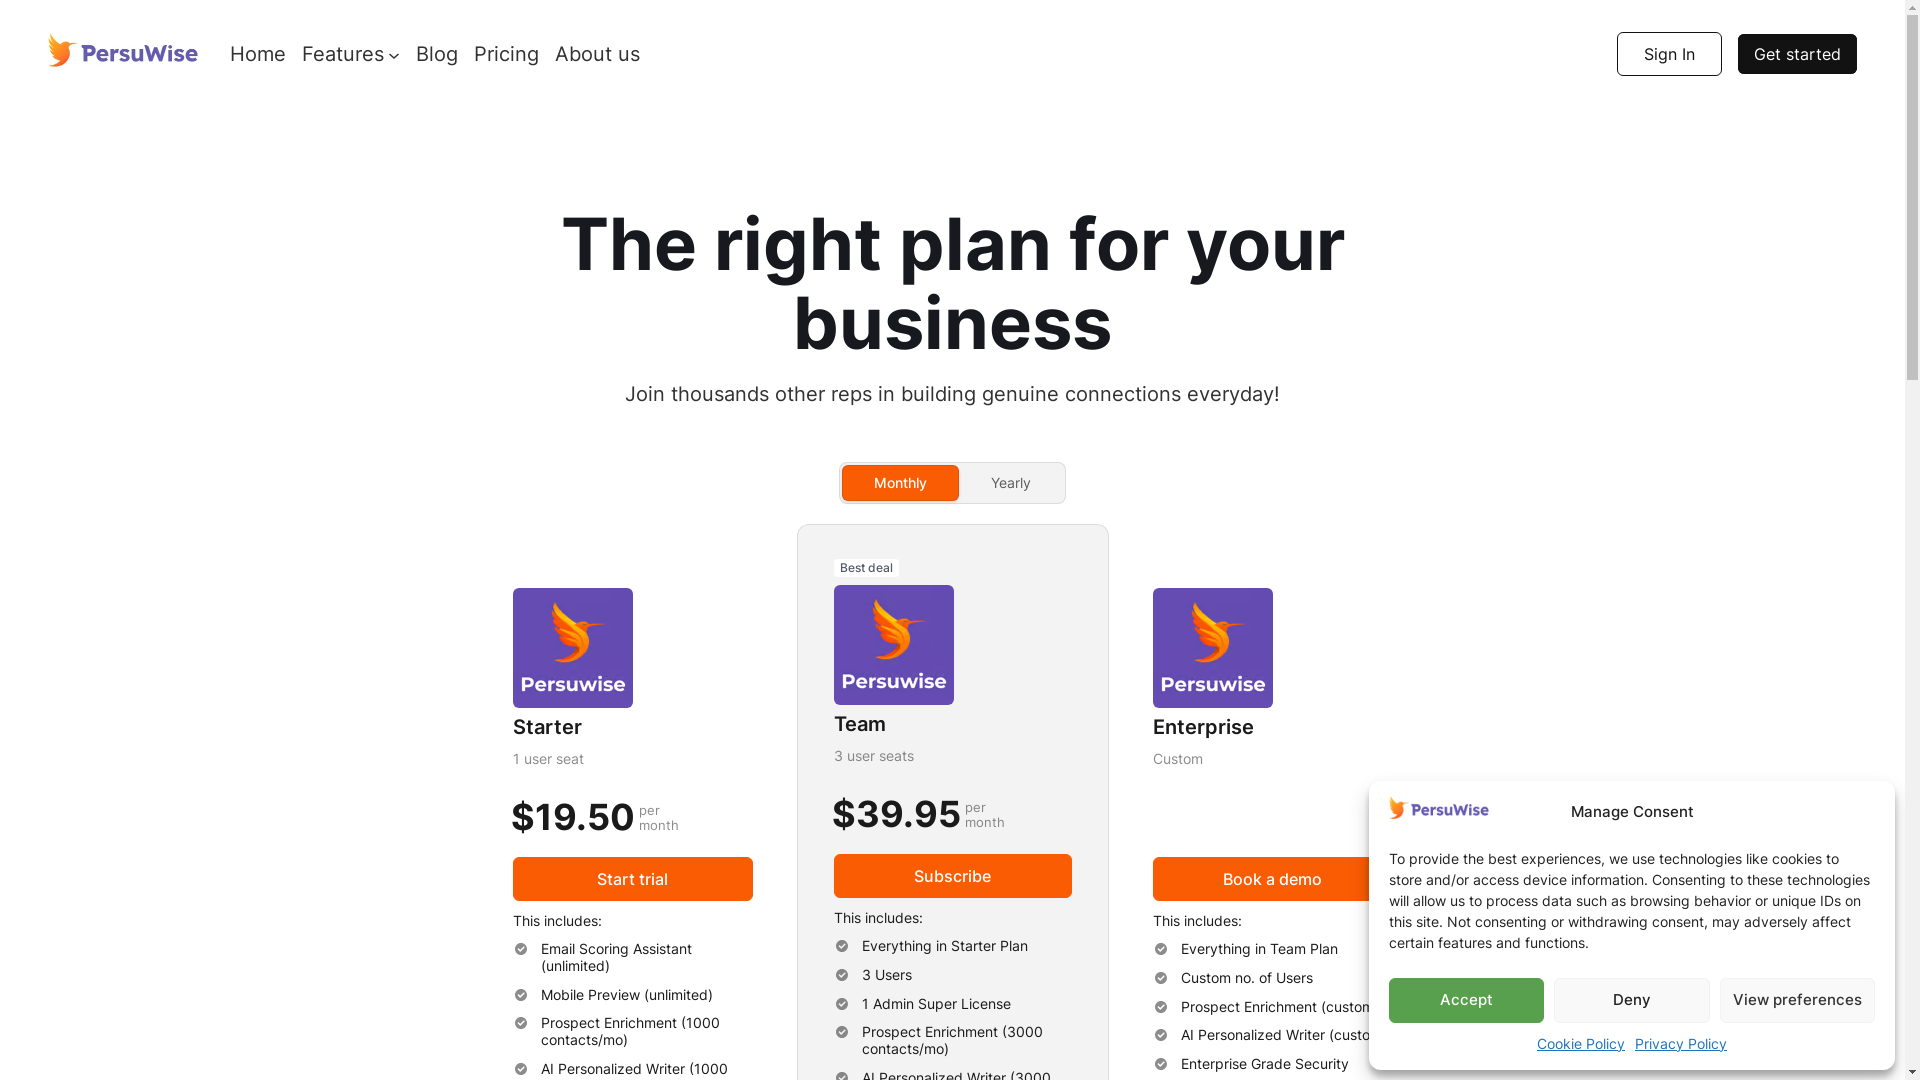 PersuWise
Home Features Blog Pricing About us
Sign In
Get started
The right plan for your
business
Join thousands other reps in building genuine connections everyday!
Monthly
Yearly
Persuwise
Starter
1 user seat
$19.50
per
month
Start trial
This includes:
Email Scoring Assistant
(unlimited)
Mobile Preview (unlimited)
Prospect Enrichment (1000
contacts/mo)
AI Personalized Writer (1000
Best deal
Persuwise
Team
3 user seats
$39.95
per
month
Subscribe
This includes:
Everything in Starter Plan
3 Users
1 Admin Super License
Prospect Enrichment (3000
contacts/mo)
AI Personalized Writer (3000
Persuwise
Enterprise
Custom
Book a demo
This includes:
Everything in Team Plan
Custom no. of Users
Prospect Enrichment (custom
AI Personalized Writer (custo
Enterprise Grade Security
PersuWise
Manage Consent
To provide the best experiences, we use technologies like cookies to
store and/or access device information. Consenting to these technologies
will allow us to process data such as browsing behavior or unique IDs on
this site. Not consenting or withdrawing consent, may adversely affect
certain features and functions.
Accept
Deny
View preferences
Cookie Policy Privacy Policy